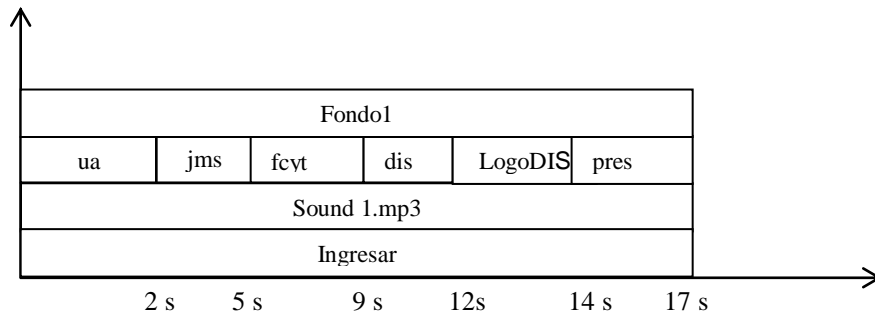 Fondo1
ua jms fcyt dis LogoDIS pres
Sound 1.mp3
Ingresar
2 s 5 s 9 s 12s 14 s 17 s